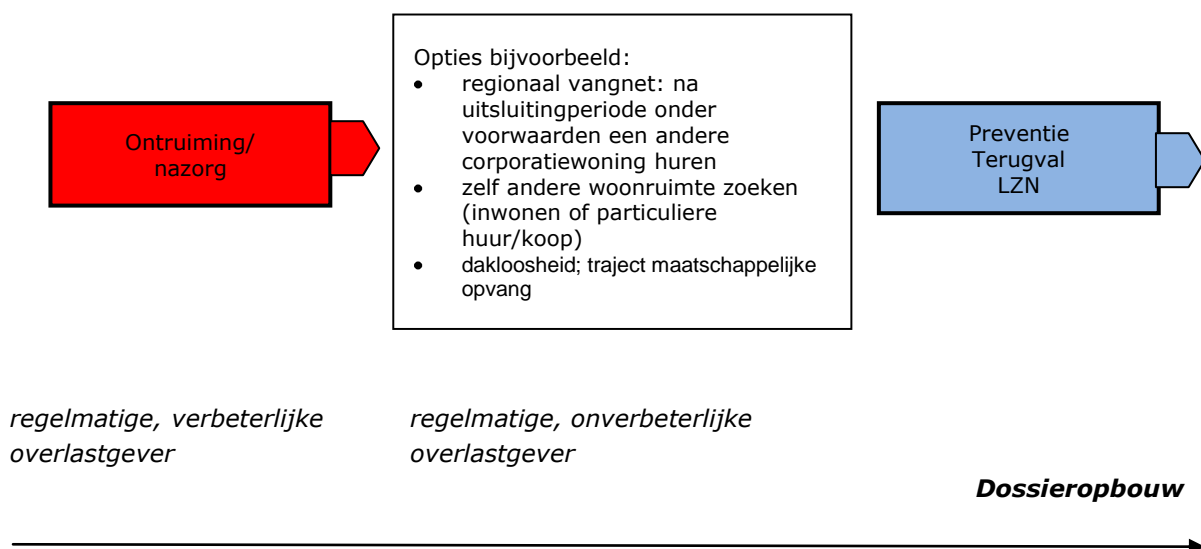 Ontruiming/
nazorg
Opties bijvoorbeeld:
• regionaal vangnet: na
uitsluitingperiode onder
voorwaarden een andere
corporatiewoning huren
• zelf andere woonruimte zoeken
(inwonen of particuliere
huur/koop)
• dakloosheid; traject maatschappelijke
opvang
Preventie
Terugval
LZN
regelmatige, verbeterlijke
overlastgever
regelmatige, onverbeterlijke
overlastgever
Dossieropbouw